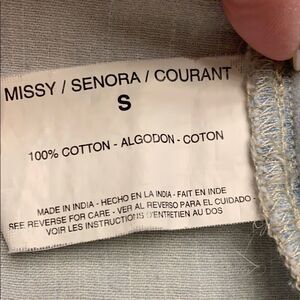 MISSY / SENORA / COURANT
S
100% COTTON - ALGODON - COTON
MADE IN INDIA - HECHO EN LA INDIA - FAIT EN INDE
SEE REVERSE FOR CARE - VER AL REVERSO PARA EL CUIDADO -
VOIR LES INSTRUCTIONS D'ENTRETIEN AU DOS